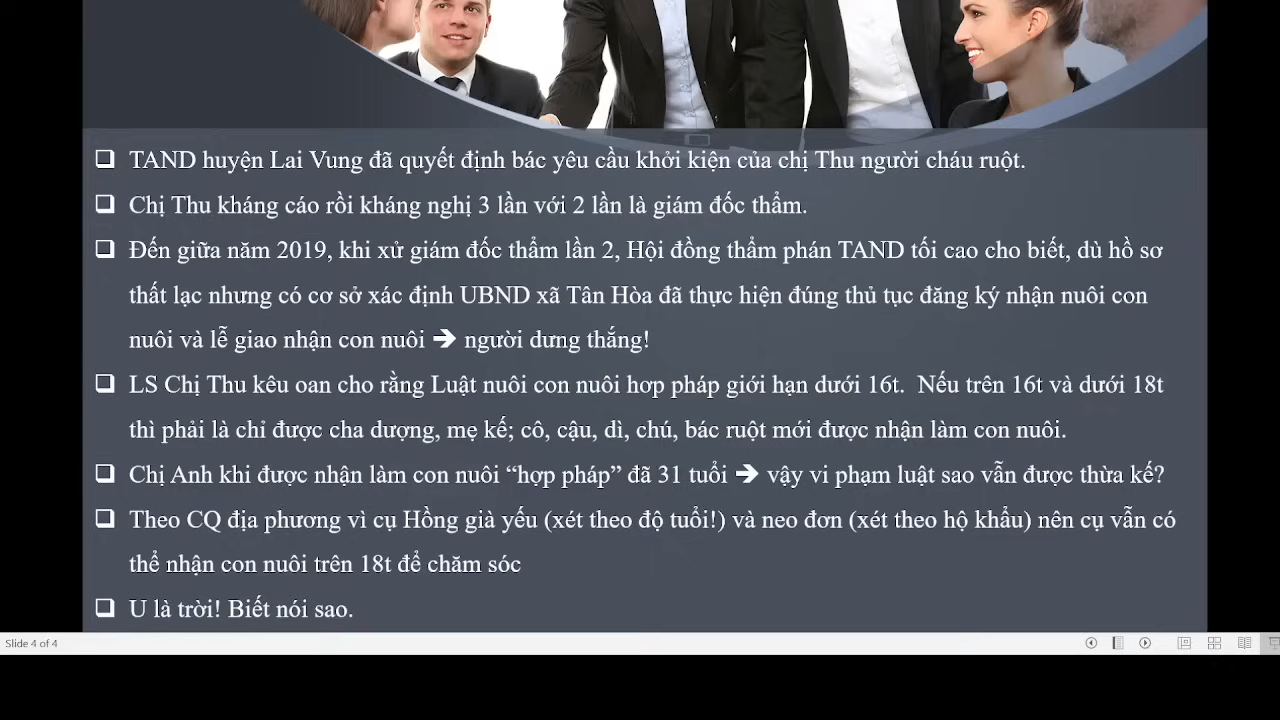 TAND huyện Lai Vung đã quyết định bác yêu cầu khởi kiện của chị Thu người cháu ruột.
Chị Thu kháng cáo rồi kháng nghị 3 lần với 2 lần là giám đốc thẩm.
Đến giữa năm 2019, khi xử giám đốc thẩm lần 2, Hội đồng thẩm phán TAND tối cao cho biết, dù hồ sơ
thất lạc nhưng có cơ sở xác định UBND xã Tân Hòa đã thực hiện đúng thủ tục đăng ký nhận nuôi con
nuôi và lễ giao nhận con nuôi ➔ người dưng thắng!
LS Chị Thu kêu oan cho rằng Luật nuôi con nuôi hơp pháp giới hạn dưới 16t. Nếu trên 16t và dưới 18t
thì phải là chỉ được cha dượng, mẹ kế; cô, cậu, dì, chú, bác ruột mới được nhận làm con nuôi.
Chị Anh khi được nhận làm con nuôi “hợp pháp” đã 31 tuổi ➔ vậy vi phạm luật sao vẫn được thừa kế?
Theo CQ địa phương vì cụ Hồng già yếu (xét theo độ tuổi!) và neo đơn (xét theo hộ khẩu) nên cụ vẫn có
thể nhận con nuôi trên 18t để chăm sóc
U là trời! Biết nói sao.
Slide 4 of 4